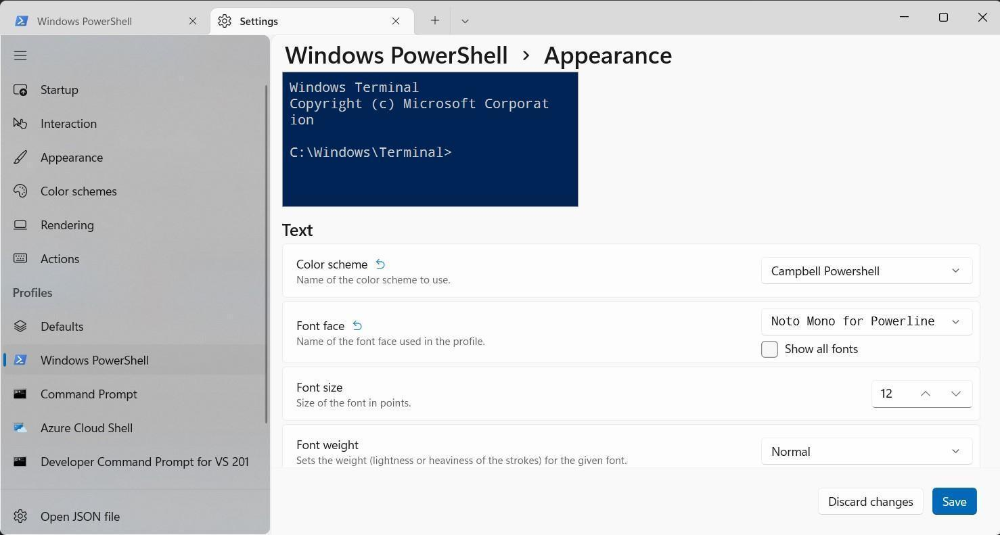 Windows PowerShell
Settings
Startup
Interaction
Appearance
Color schemes
Rendering
Actions
Profiles
Defaults
Windows PowerShell
Command Prompt
Azure Cloud Shell
Developer Command Prompt for VS 201
Open JSON file
Windows PowerShell › Appearance
Windows Terminal
Copyright (c) Microsoft Corporat
ion
C:\Windows\Terminal>
Text
Color scheme
Name of the color scheme to use.
Campbell Powershell
Font face
Name of the font face used in the profile.
Noto Mono for Powerline
Show all fonts
Font size
Size of the font in points.
12
Font weight
Sets the weight (lightness or heaviness of the strokes) for the given font.
Normal
Discard changes
Save